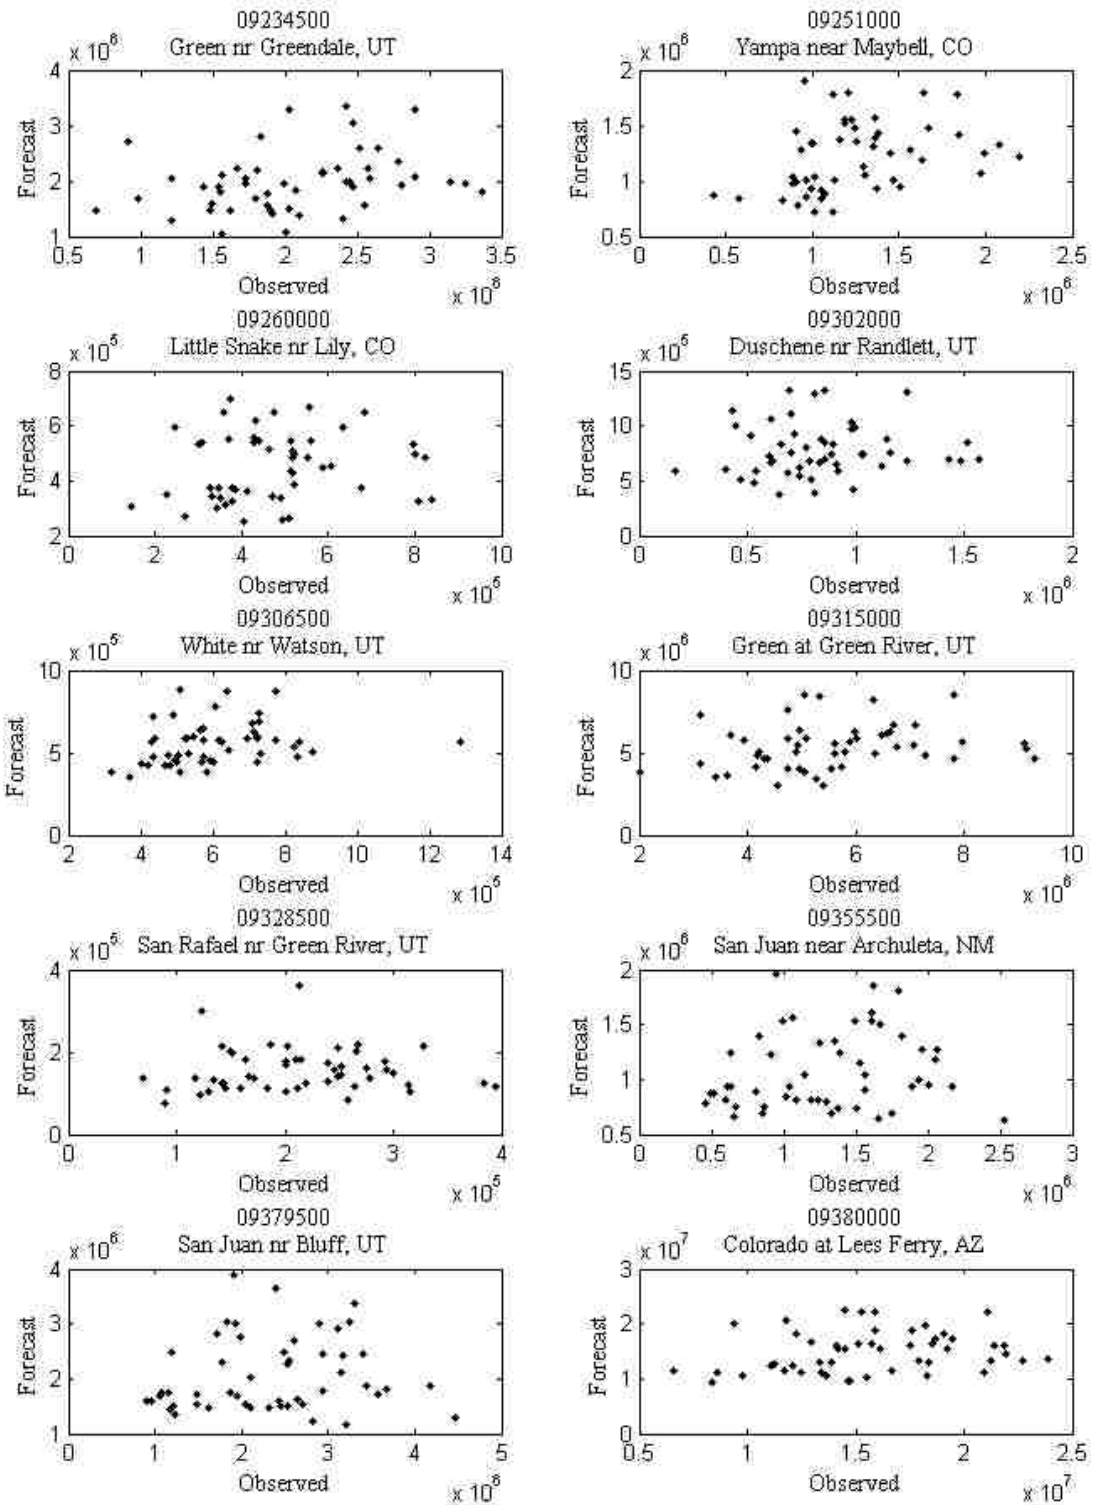 09234500
Green nr Greendale, UT
x 10^6
4
3
2
1
Forecast
0.5 1 1.5 2 2.5 3 3.5
Observed
x 10^6
09251000
Yampa near Maybell, CO
x 10^6
2
1.5
1
0.5
Forecast
0 0.5 1 1.5 2 2.5
Observed
x 10^6
09260000
Little Snake nr Lily, CO
x 10^5
8
6
4
2
Forecast
0 2 4 6 8 10
Observed
x 10^5
09302000
Duschene nr Randlett, UT
x 10^5
15
10
5
0
Forecast
0 0.5 1 1.5 2
Observed
x 10^6
09306500
White nr Watson, UT
x 10^5
10
5
0
Forecast
2 4 6 8 10 12 14
Observed
x 10^5
09315000
Green at Green River, UT
x 10^6
10
5
0
Forecast
2 4 6 8 10
Observed
x 10^6
09328500
San Rafael nr Green River, UT
x 10^5
4
2
0
Forecast
0 1 2 3 4
Observed
x 10^5
09355500
San Juan near Archuleta, NM
x 10^6
2
1.5
1
0.5
Forecast
0 0.5 1 1.5 2 2.5 3
Observed
x 10^6
09379500
San Juan nr Bluff, UT
x 10^6
4
3
2
1
Forecast
0 1 2 3 4 5
Observed
x 10^6
09380000
Colorado at Lees Ferry, AZ
x 10^7
3
2
1
0
Forecast
0.5 1 1.5 2 2.5
Observed
x 10^7